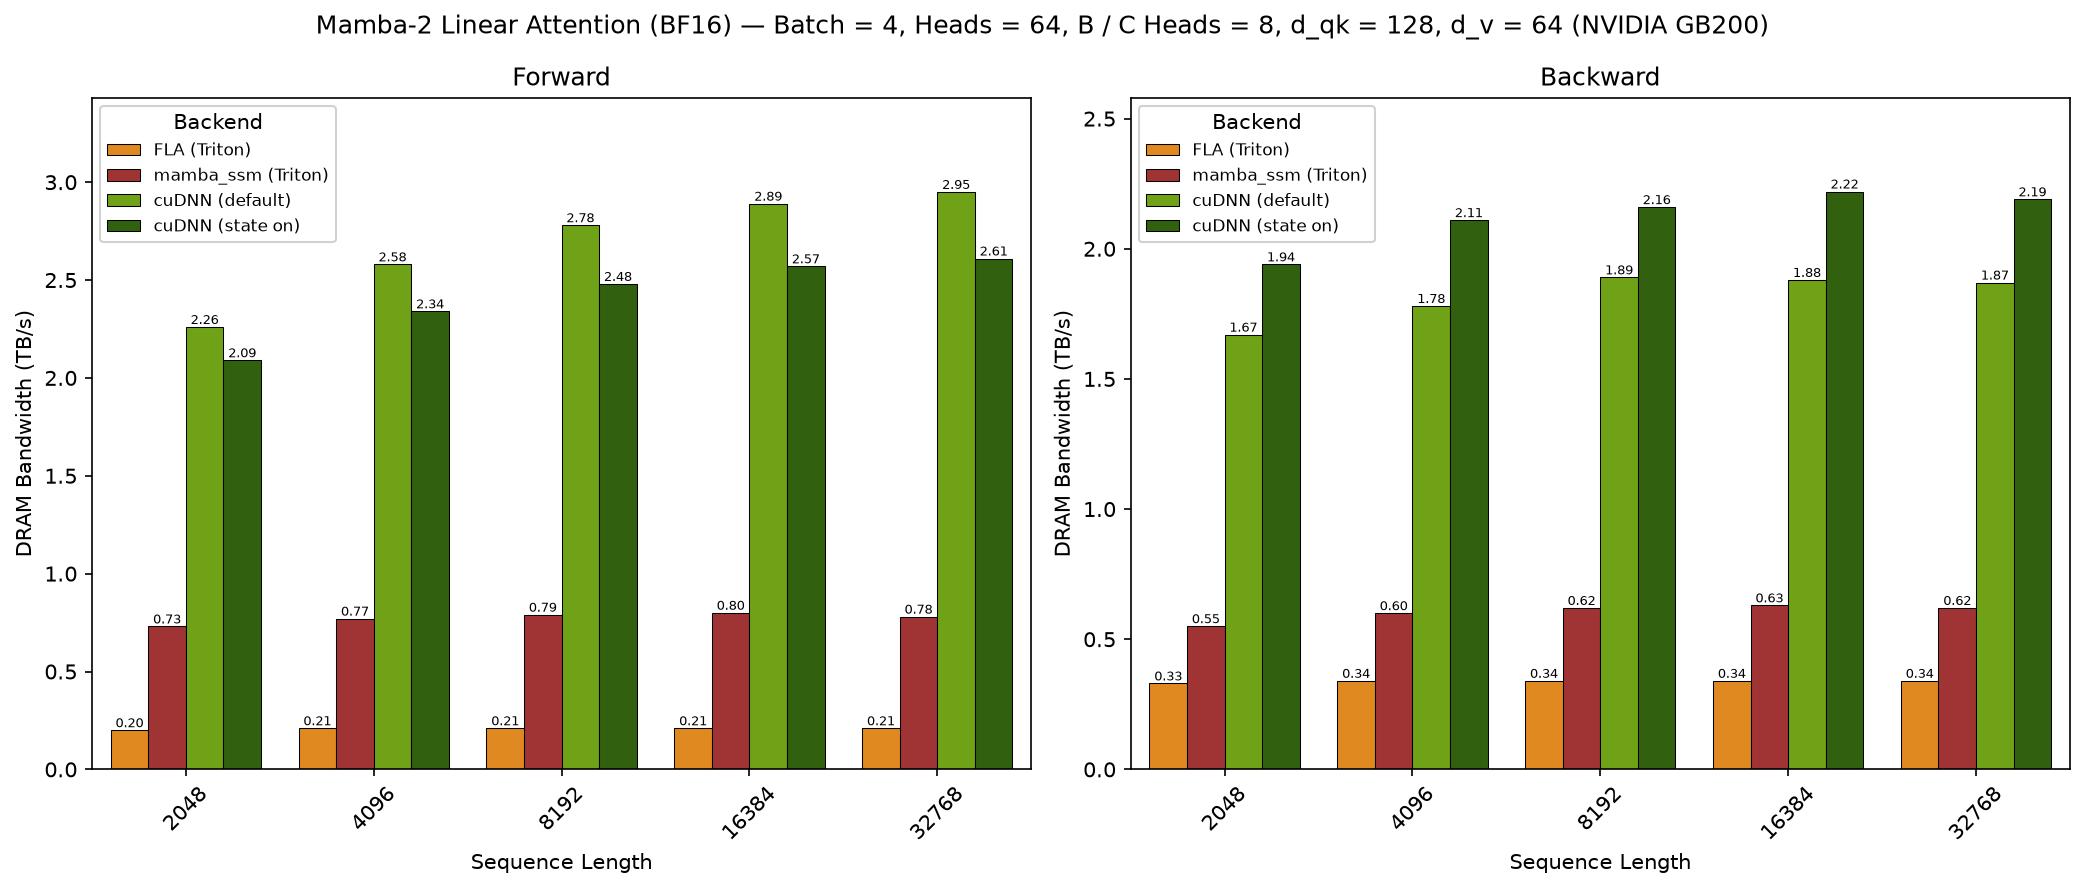 Mamba-2 Linear Attention (BF16) — Batch = 4, Heads = 64, B / C Heads = 8, d_qk = 128, d_v = 64 (NVIDIA GB200)
Forward
Backend
FLA (Triton)
mamba_ssm (Triton)
cuDNN (default)
cuDNN (state on)
DRAM Bandwidth (TB/s)
3.0
2.5
2.0
1.5
1.0
0.5
0.0
0.20 0.73 2.26 2.09
0.21 0.77 2.58 2.34
0.21 0.79 2.78 2.48
0.21 0.80 2.89 2.57
0.21 0.78 2.95 2.61
2048 4096 8192 16384 32768
Sequence Length
Backward
Backend
FLA (Triton)
mamba_ssm (Triton)
cuDNN (default)
cuDNN (state on)
DRAM Bandwidth (TB/s)
2.5
2.0
1.5
1.0
0.5
0.0
0.33 0.55 1.67 1.94
0.34 0.60 1.78 2.11
0.34 0.62 1.89 2.16
0.34 0.63 1.88 2.22
0.34 0.62 1.87 2.19
2048 4096 8192 16384 32768
Sequence Length